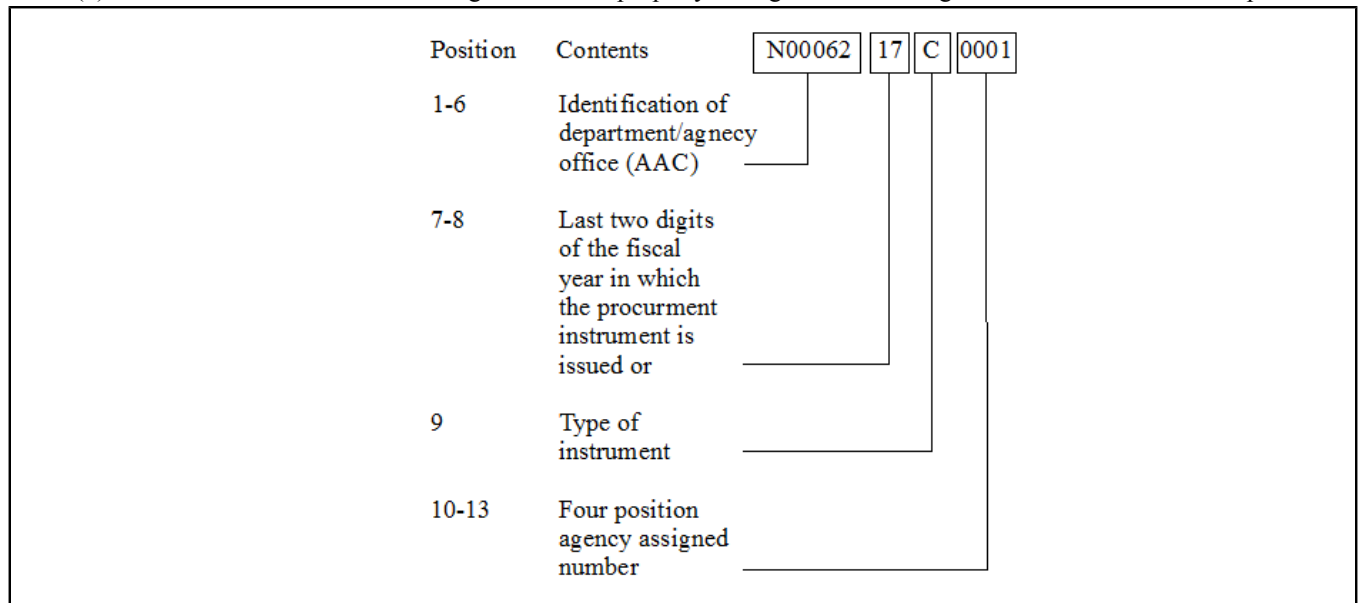 Position Contents N00062 17 C 0001
1-6 Identification of
department/agnecy
office (AAC)
7-8 Last two digits
of the fiscal
year in which
the procurment
instrument is
issued or
9 Type of
instrument
10-13 Four position
agency assigned
number